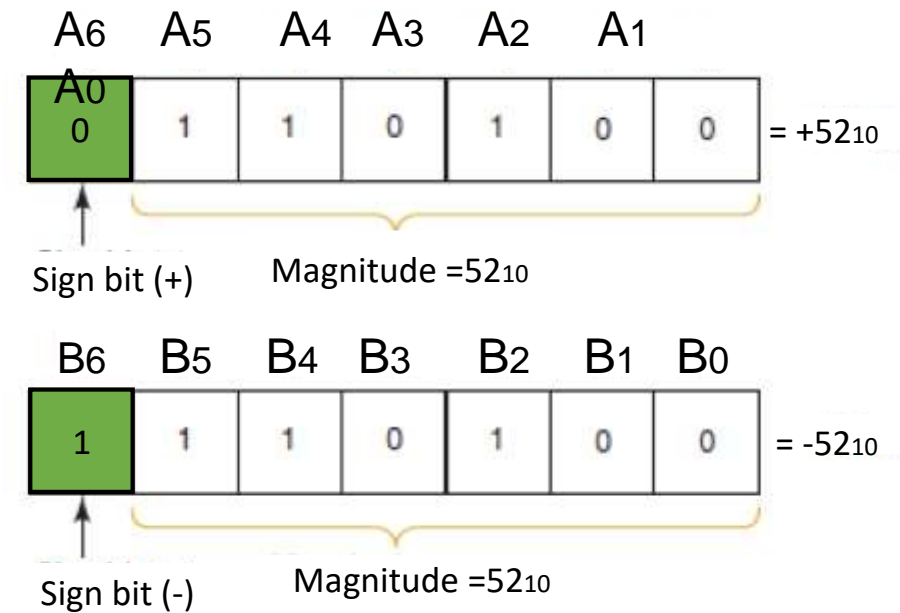 A6 A5 A4 A3 A2 A1
A0
0 1 1 0 1 0 0 = +5210
Sign bit (+) Magnitude =5210
B6 B5 B4 B3 B2 B1 B0
1 1 1 0 1 0 0 = -5210
Sign bit (-) Magnitude =5210